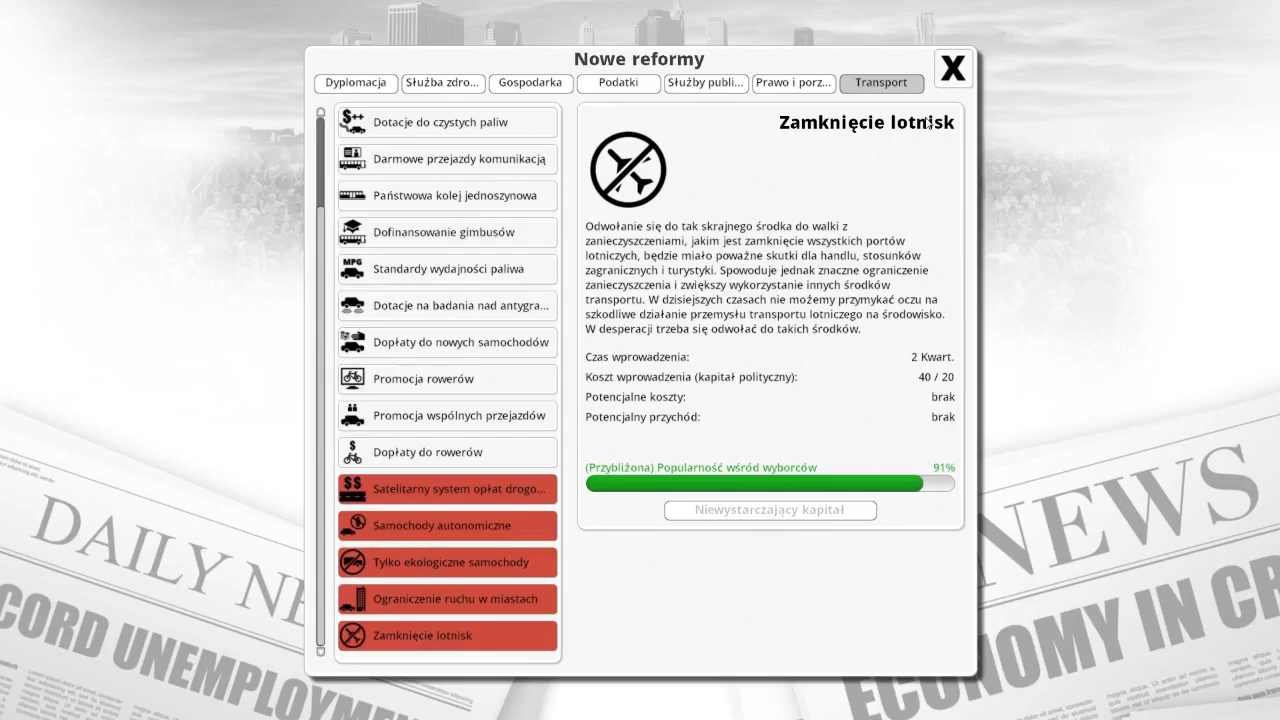 Nowe reformy
X
Dyplomacja
Służba zdro...
Gospodarka
Podatki
Służby publi...
Prawo i porz...
Transport
$++
Dotacje do czystych paliw
Darmowe przejazdy komunikacją
Państwowa kolej jednoszynowa
Dofinansowanie gimbusów
MPG
Standardy wydajności paliwa
Dotacje na badania nad antygra...
Dopłaty do nowych samochodów
Promocja rowerów
Promocja wspólnych przejazdów
$
Dopłaty do rowerów
$$
Satelitarny system opłat drogo...
Samochody autonomiczne
Tylko ekologiczne samochody
Ograniczenie ruchu w miastach
Zamknięcie lotnisk
Zamknięcie lotnisk
Odwołanie się do tak skrajnego środka do walki z
zanieczyszczeniami, jakim jest zamknięcie wszystkich portów
lotniczych, będzie miało poważne skutki dla handlu, stosunków
zagranicznych i turystyki. Spowoduje jednak znaczne ograniczenie
zanieczyszczenia i zwiększy wykorzystanie innych środków
transportu. W dzisiejszych czasach nie możemy przymykać oczu na
szkodliwe działanie przemysłu transportu lotniczego na środowisko.
W desperacji trzeba się odwołać do takich środków.
Czas wprowadzenia: 2 Kwart.
Koszt wprowadzenia (kapitał polityczny): 40 / 20
Potencjalne koszty: brak
Potencjalny przychód: brak
(Przybliżona) Popularność wśród wyborców 91%
Niewystarczający kapitał
DAILY NE
CORD UNEMPLOYM
NEWS
ECONOMY IN CR